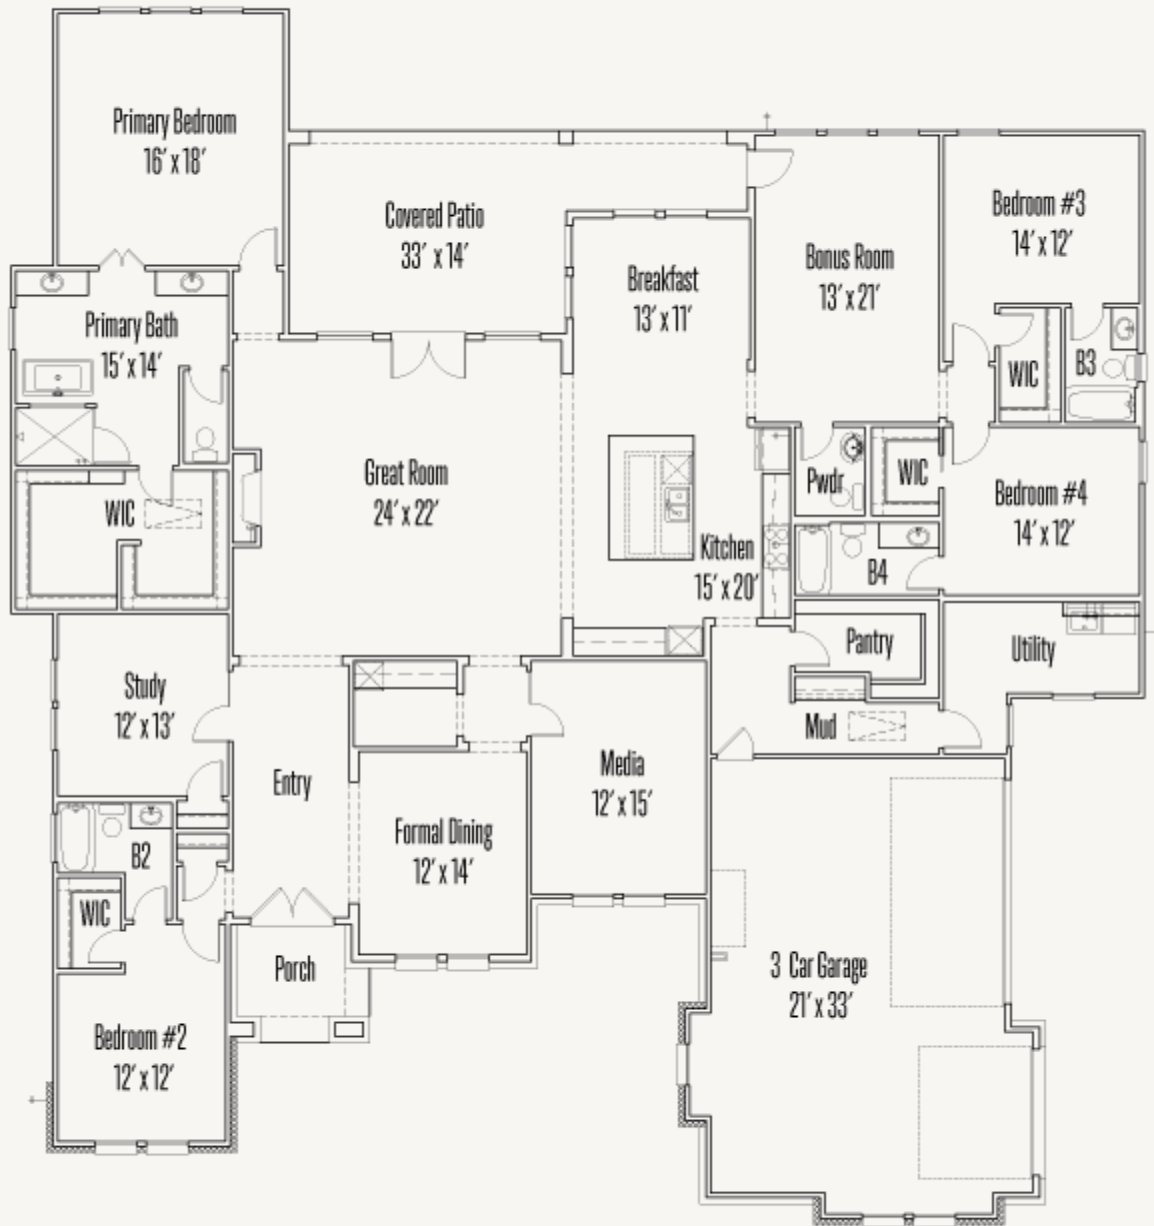 Primary Bedroom
16' x 18'
Covered Patio
33' x 14'
Breakfast
13' x 11'
Bonus Room
13' x 21'
Bedroom #3
14' x 12'
WIC
B3
Primary Bath
15' x 14'
WIC
Great Room
24' x 22'
Kitchen
15' x 20'
Pwdr
WIC
Bedroom #4
14' x 12'
B4
Pantry
Utility
Mud
Study
12' x 13'
Entry
Formal Dining
12' x 14'
Media
12' x 15'
B2
WIC
Porch
Bedroom #2
12' x 12'
3 Car Garage
21' x 33'